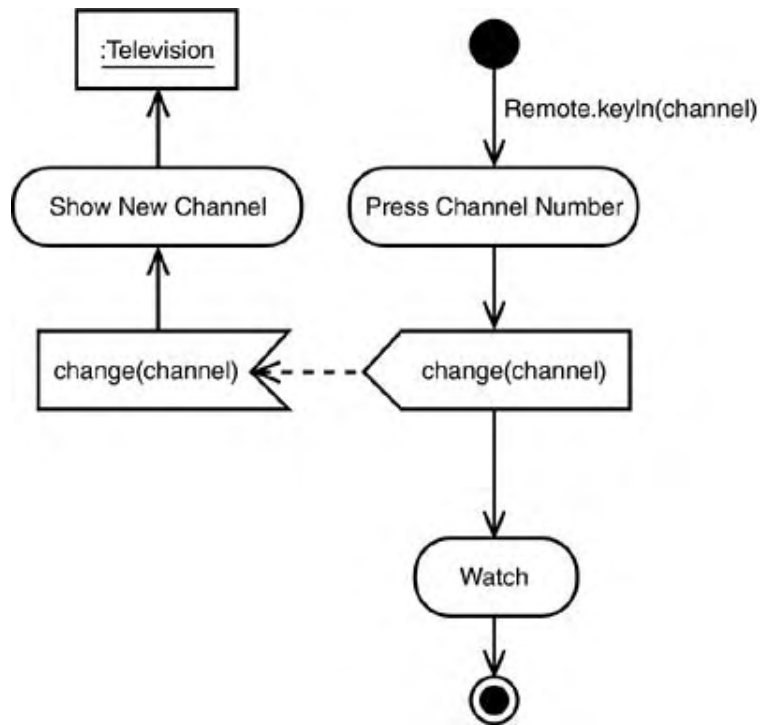 :Television
Remote.keyIn(channel)
Show New Channel
Press Channel Number
change(channel)
change(channel)
Watch